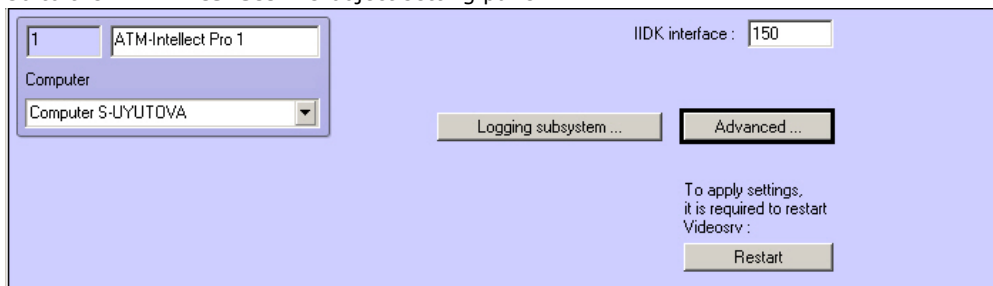 1 ATM-Intellect Pro 1
IIDK interface : 150
Computer
Computer S-UYUTOVA
Logging subsystem ...
Advanced ...
To apply settings,
it is required to restart
Videosrv :
Restart